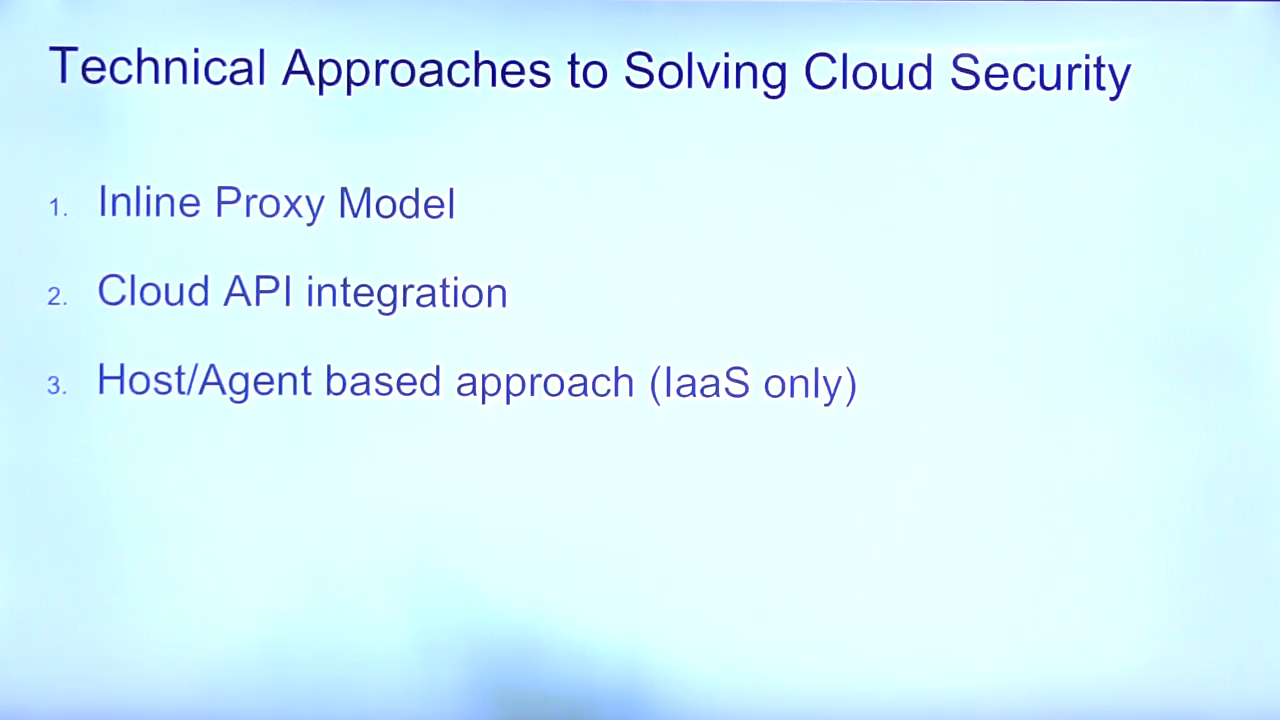 Technical Approaches to Solving Cloud Security
1. Inline Proxy Model
2. Cloud API integration
3. Host/Agent based approach (IaaS only)